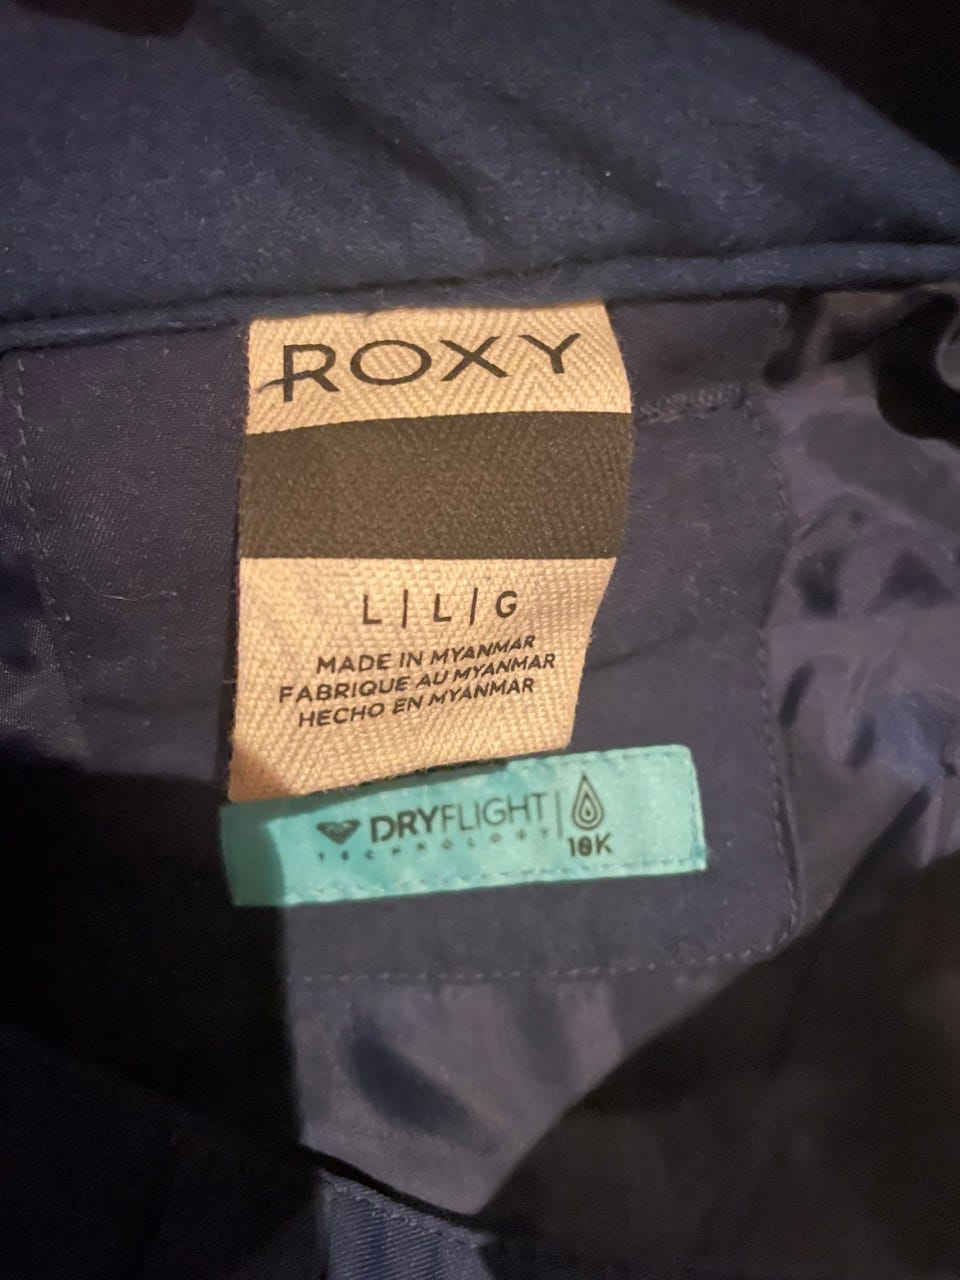 ROXY
L|L|G
MADE IN MYANMAR
FABRIQUE AU MYANMAR
HECHO EN MYANMAR
DRYFLIGHT
TECHNOLOGY
10K